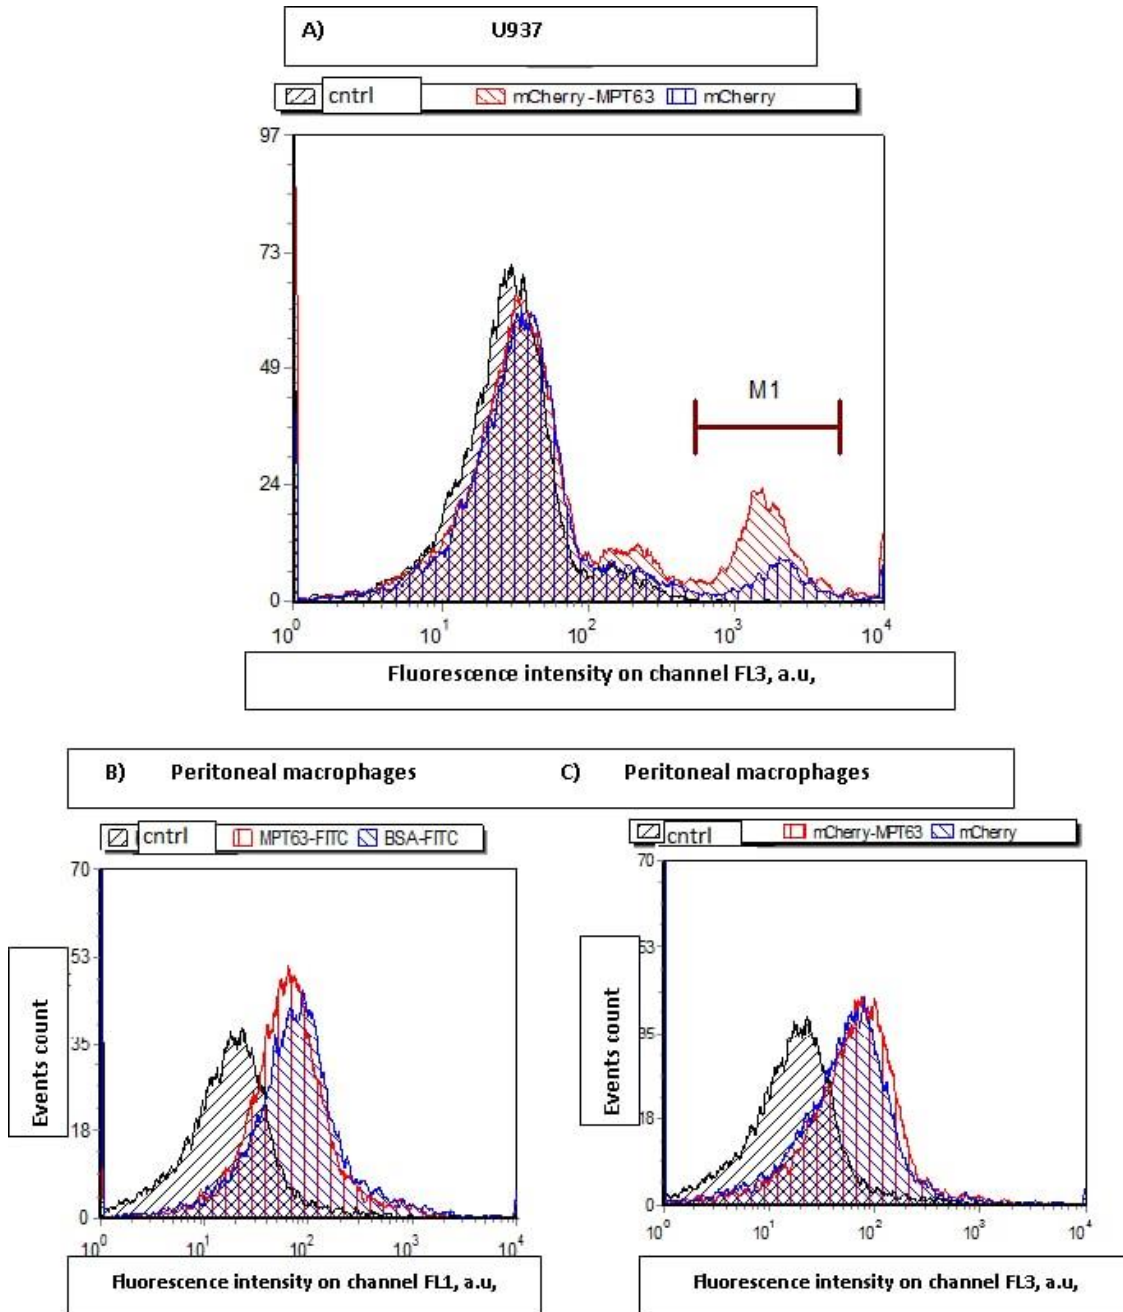 A) U937
cntrl mCherry-MPT63 mCherry
97
73
49
24
0
M1
10⁰ 10¹ 10² 10³ 10⁴
Fluorescence intensity on channel FL3, a.u,
B) Peritoneal macrophages C) Peritoneal macrophages
cntrl MPT63-FITC BSA-FITC
70
53
35
18
0
Events count
10⁰ 10¹ 10² 10³ 10⁴
Fluorescence intensity on channel FL1, a.u,
cntrl mCherry-MPT63 mCherry
70
53
35
18
0
Events count
10⁰ 10¹ 10² 10³ 10⁴
Fluorescence intensity on channel FL3, a.u,